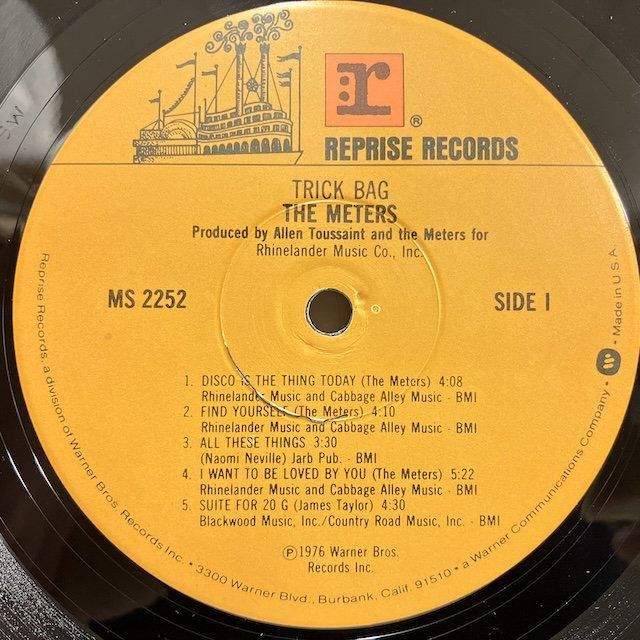 r ®
REPRISE RECORDS
TRICK BAG
THE METERS
Produced by Allen Toussaint and the Meters for
Rhinelander Music Co., Inc.
MS 2252
SIDE 1
1. DISCO IS THE THING TODAY (The Meters) 4:08
Rhinelander Music and Cabbage Alley Music - BMI
2. FIND YOURSELF (The Meters) 4:10
Rhinelander Music and Cabbage Alley Music - BMI
3. ALL THESE THINGS 3:30
(Naomi Neville) Jarb Pub. - BMI
4. I WANT TO BE LOVED BY YOU (The Meters) 5:22
Rhinelander Music and Cabbage Alley Music - BMI
5. SUITE FOR 20 G (James Taylor) 4:30
Blackwood Music, Inc./Country Road Music, Inc. - BMI
℗1976 Warner Bros.
Records Inc.
Reprise Records, a division of Warner Bros. Records Inc. • 3300 Warner Blvd., Burbank, Calif. 91510 • a Warner Communications Company • Made in U.S.A.